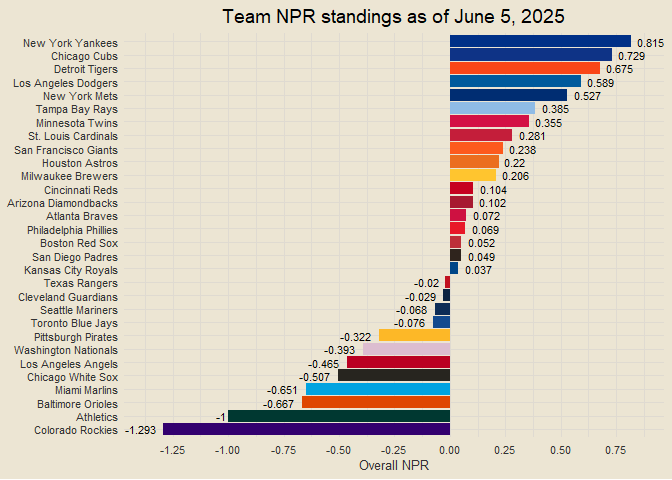 Team NPR standings as of June 5, 2025
New York Yankees 0.815
Chicago Cubs 0.729
Detroit Tigers 0.675
Los Angeles Dodgers 0.589
New York Mets 0.527
Tampa Bay Rays 0.385
Minnesota Twins 0.355
St. Louis Cardinals 0.281
San Francisco Giants 0.238
Houston Astros 0.22
Milwaukee Brewers 0.206
Cincinnati Reds 0.104
Arizona Diamondbacks 0.102
Atlanta Braves 0.072
Philadelphia Phillies 0.069
Boston Red Sox 0.052
San Diego Padres 0.049
Kansas City Royals 0.037
Texas Rangers -0.02
Cleveland Guardians -0.029
Seattle Mariners -0.068
Toronto Blue Jays -0.076
Pittsburgh Pirates -0.322
Washington Nationals -0.393
Los Angeles Angels -0.465
Chicago White Sox -0.507
Miami Marlins -0.651
Baltimore Orioles -0.667
Athletics -1
Colorado Rockies -1.293
-1.25 -1.00 -0.75 -0.50 -0.25 0.00 0.25 0.50 0.75
Overall NPR